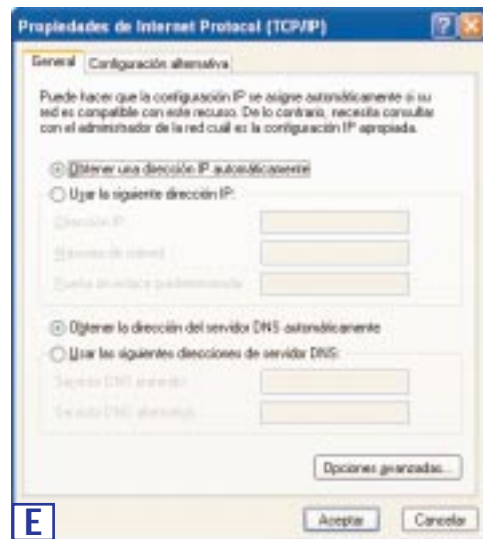 Propiedades de Internet Protocol (TCP/IP)
General
Configuración alternativa
Puede hacer que la configuración IP se asigne automáticamente si su
red es compatible con este recurso. De lo contrario, necesita consultar
con el administrador de la red cuál es la configuración IP apropiada.
Obtener una dirección IP automáticamente
Usar la siguiente dirección IP:
Dirección IP:
Máscara de subred:
Puerta de enlace predeterminada:
Obtener la dirección del servidor DNS automáticamente
Usar las siguientes direcciones de servidor DNS:
Servidor DNS preferido:
Servidor DNS alternativo:
Opciones avanzadas...
Aceptar
Cancelar
E